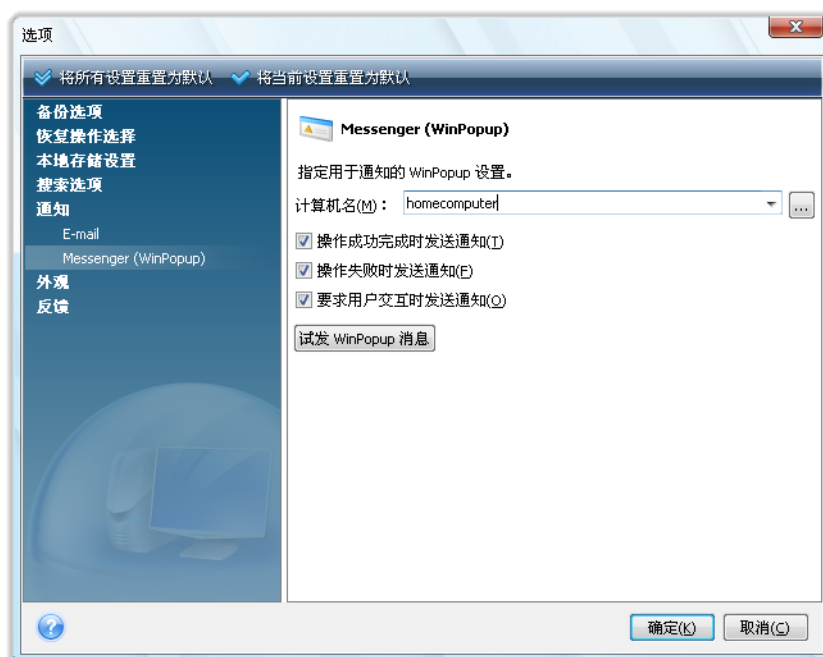 选项
将所有设置重置为默认 将当前设置重置为默认
备份选项
恢复操作选择
本地存储设置
搜索选项
通知
E-mail
Messenger (WinPopup)
外观
反馈
Messenger (WinPopup)
指定用于通知的 WinPopup 设置。
计算机名(M)： homecomputer ...
操作成功完成时发送通知(T)
操作失败时发送通知(F)
要求用户交互时发送通知(O)
试发 WinPopup 消息
确定(K) 取消(C)